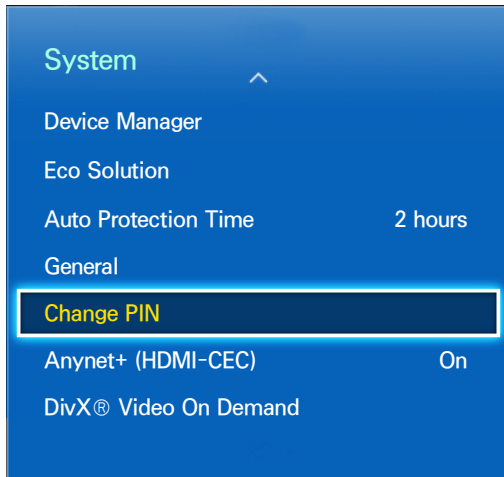 System
Device Manager
Eco Solution
Auto Protection Time 2 hours
General
Change PIN
Anynet+ (HDMI-CEC) On
DivX® Video On Demand